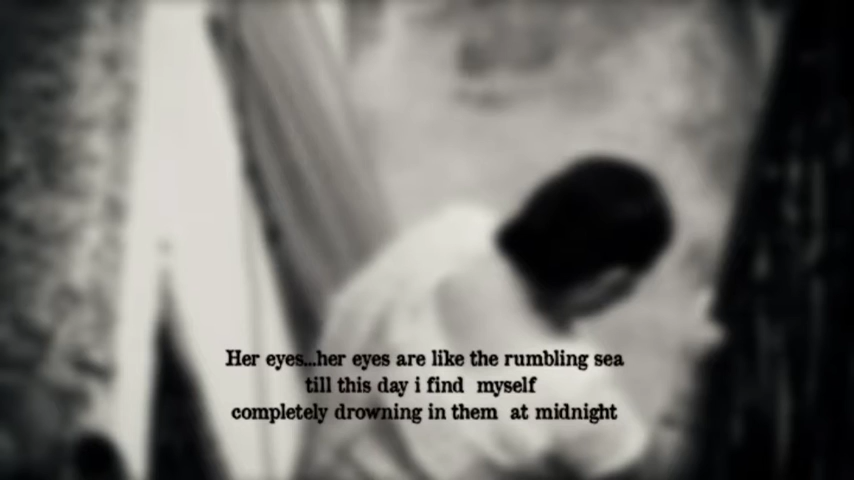 Her eyes...her eyes are like the rumbling sea
till this day i find myself
completely drowning in them at midnight